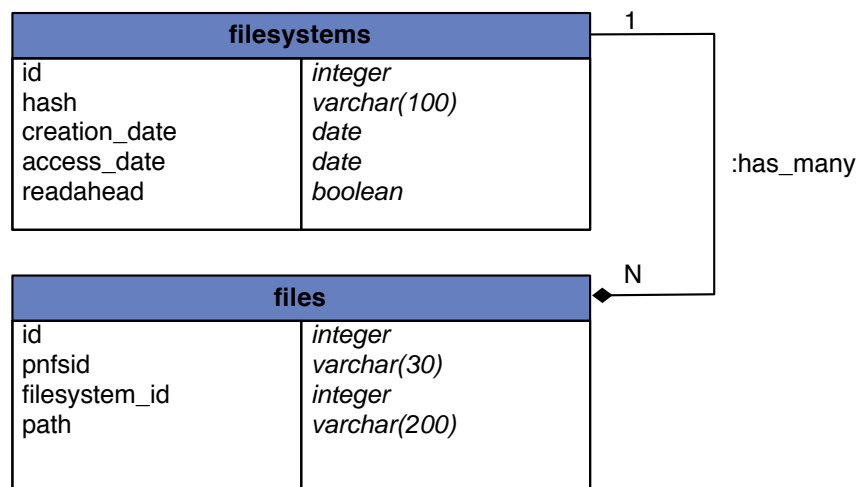 filesystems
1
id integer
hash varchar(100)
creation_date date
access_date date
readahead boolean
:has_many
N
files
id integer
pnfsid varchar(30)
filesystem_id integer
path varchar(200)